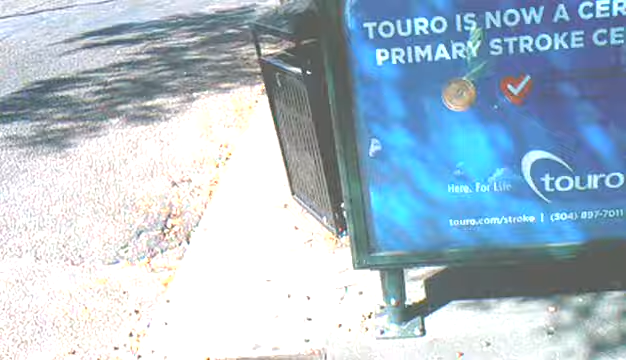 TOURO IS NOW A CER
PRIMARY STROKE CE
Here. For Life
touro
touro.com/stroke | (504) 897-7011